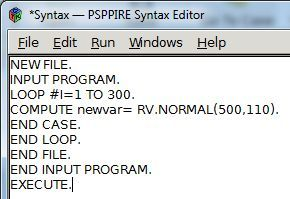 *Syntax — PSPPIRE Syntax Editor
File Edit Run Windows Help
NEW FILE.
INPUT PROGRAM.
LOOP #I=1 TO 300.
COMPUTE newvar= RV.NORMAL(500,110).
END CASE.
END LOOP.
END FILE.
END INPUT PROGRAM.
EXECUTE.